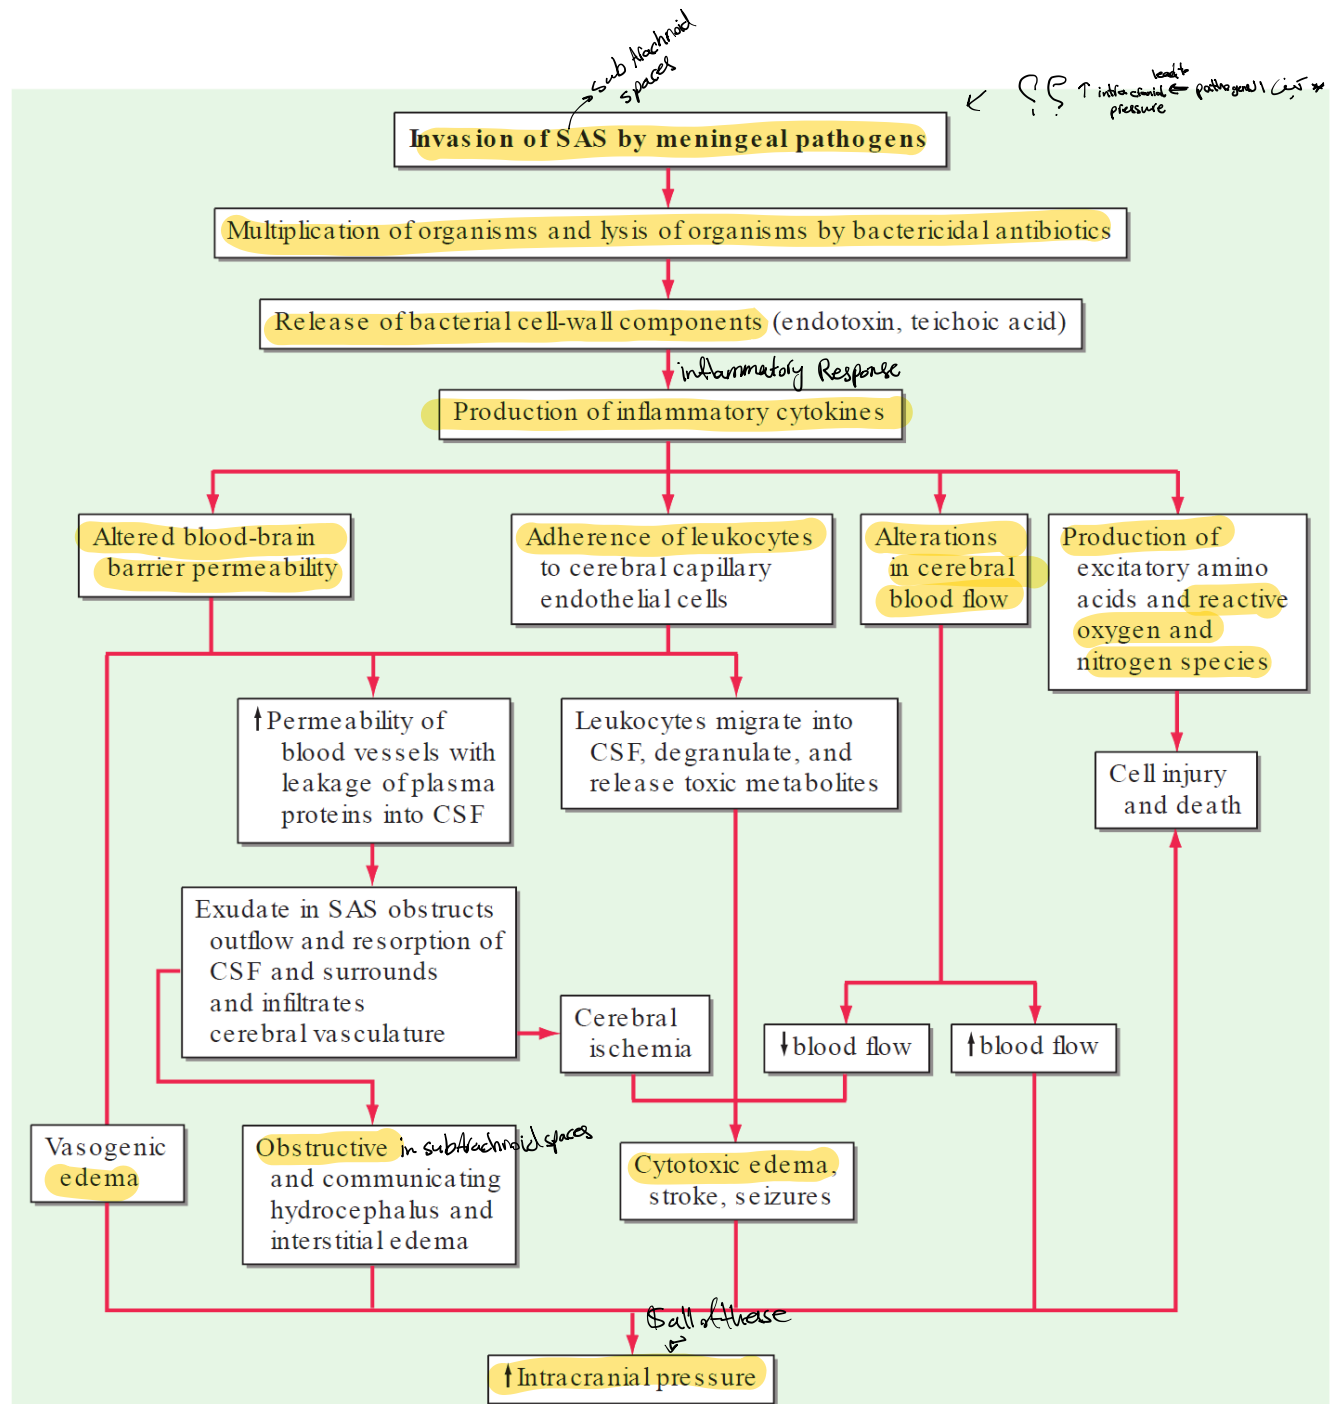 sub Arachnoid
spaces
lead to
?? ↑ intracranial ← pathogens ا
pressure
Invasion of SAS by meningeal pathogens
Multiplication of organisms and lysis of organisms by bactericidal antibiotics
Release of bacterial cell-wall components (endotoxin, teichoic acid)
inflammatory Response
Production of inflammatory cytokines
Altered blood-brain
barrier permeability
Adherence of leukocytes
to cerebral capillary
endothelial cells
Alterations
in cerebral
blood flow
Production of
excitatory amino
acids and reactive
oxygen and
nitrogen species
↑Permeability of
blood vessels with
leakage of plasma
proteins into CSF
Leukocytes migrate into
CSF, degranulate, and
release toxic metabolites
Cell injury
and death
Exudate in SAS obstructs
outflow and resorption of
CSF and surrounds
and infiltrates
cerebral vasculature
Cerebral
ischemia
↓blood flow
↑blood flow
Vasogenic
edema
Obstructive in subArachnoid spaces
and communicating
hydrocephalus and
interstitial edema
Cytotoxic edema,
stroke, seizures
all of these
↑Intracranial pressure